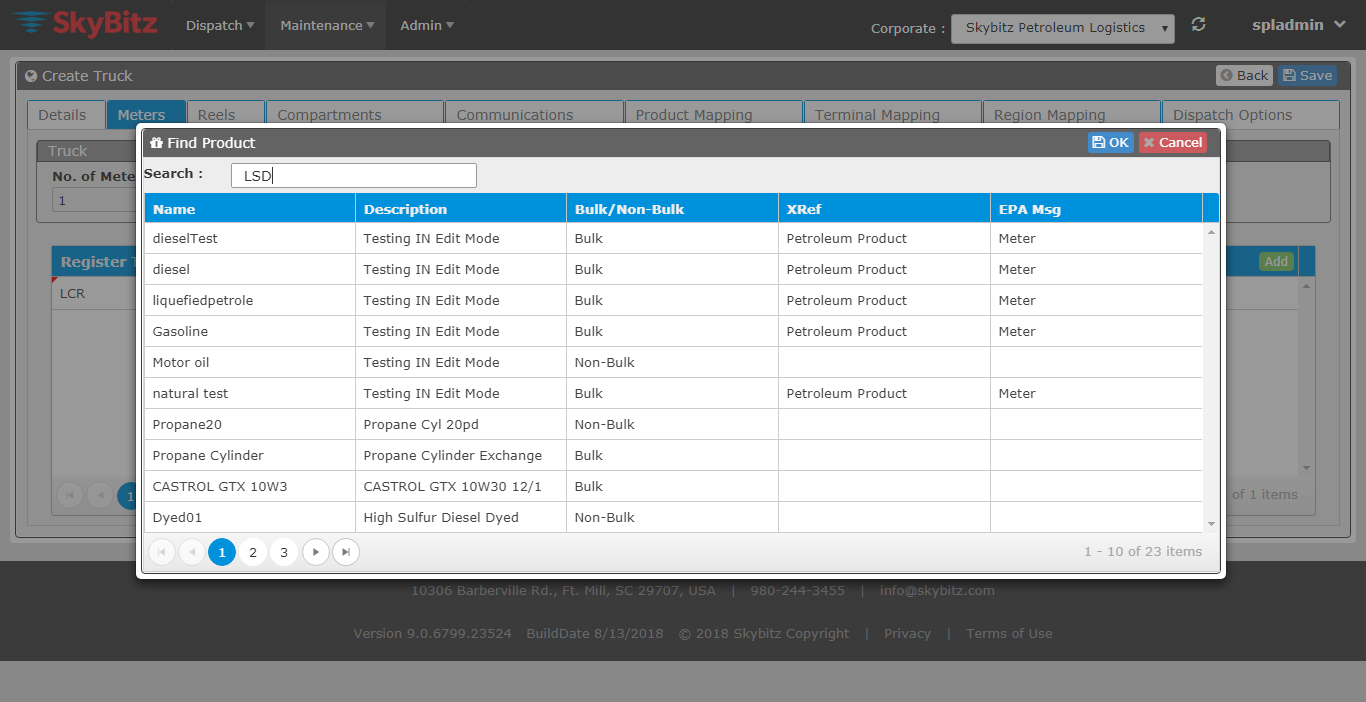 SkyBitz Dispatch Maintenance Admin Corporate : Skybitz Petroleum Logistics spladmin
Create Truck Back Save
Details Meters Reels Compartments Communications Product Mapping Terminal Mapping Region Mapping Dispatch Options
Truck
No. of Mete
1
Register T Add
LCR
1 of 1 items
Find Product OK Cancel
Search : LSD
Name Description Bulk/Non-Bulk XRef EPA Msg
dieselTest Testing IN Edit Mode Bulk Petroleum Product Meter
diesel Testing IN Edit Mode Bulk Petroleum Product Meter
liquefiedpetrole Testing IN Edit Mode Bulk Petroleum Product Meter
Gasoline Testing IN Edit Mode Bulk Petroleum Product Meter
Motor oil Testing IN Edit Mode Non-Bulk
natural test Testing IN Edit Mode Bulk Petroleum Product Meter
Propane20 Propane Cyl 20pd Non-Bulk
Propane Cylinder Propane Cylinder Exchange Bulk
CASTROL GTX 10W3 CASTROL GTX 10W30 12/1 Bulk
Dyed01 High Sulfur Diesel Dyed Non-Bulk
1 2 3 1 - 10 of 23 items
10306 Barberville Rd., Ft. Mill, SC 29707, USA | 980-244-3455 | info@skybitz.com
Version 9.0.6799.23524 BuildDate 8/13/2018 © 2018 Skybitz Copyright | Privacy | Terms of Use